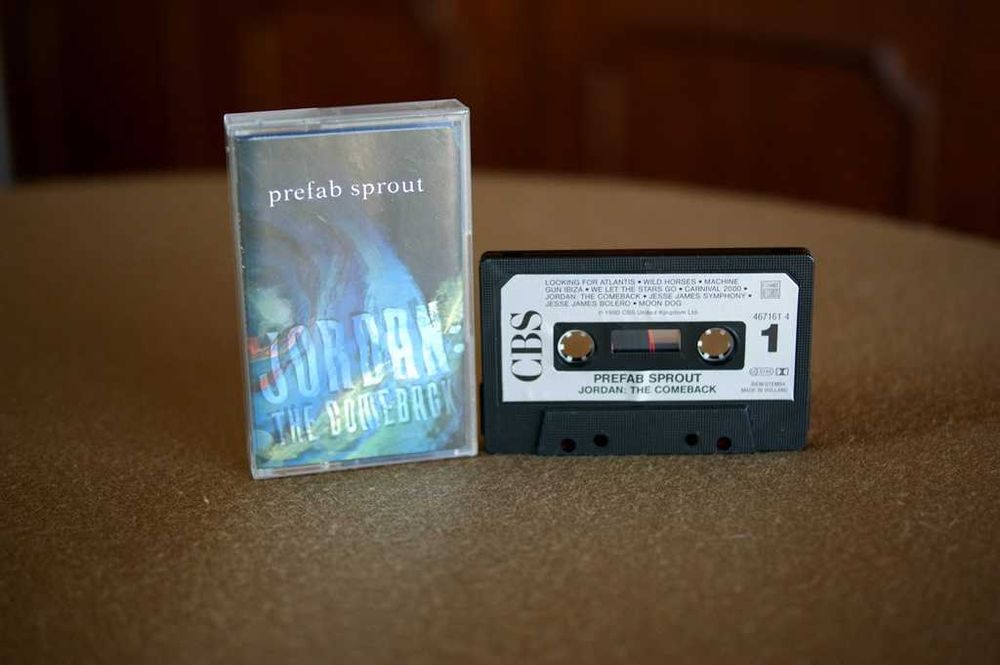 prefab sprout
JORDAN:
THE COMEBACK
LOOKING FOR ATLANTIS • WILD HORSES • MACHINE
GUN IBIZA • WE LET THE STARS GO • CARNIVAL 2000 •
JORDAN: THE COMEBACK • JESSE JAMES SYMPHONY •
JESSE JAMES BOLERO • MOON DOG
℗ 1990 CBS United Kingdom Ltd.
467161 4
1
CBS
PREFAB SPROUT
JORDAN: THE COMEBACK
MADE IN HOLLAND